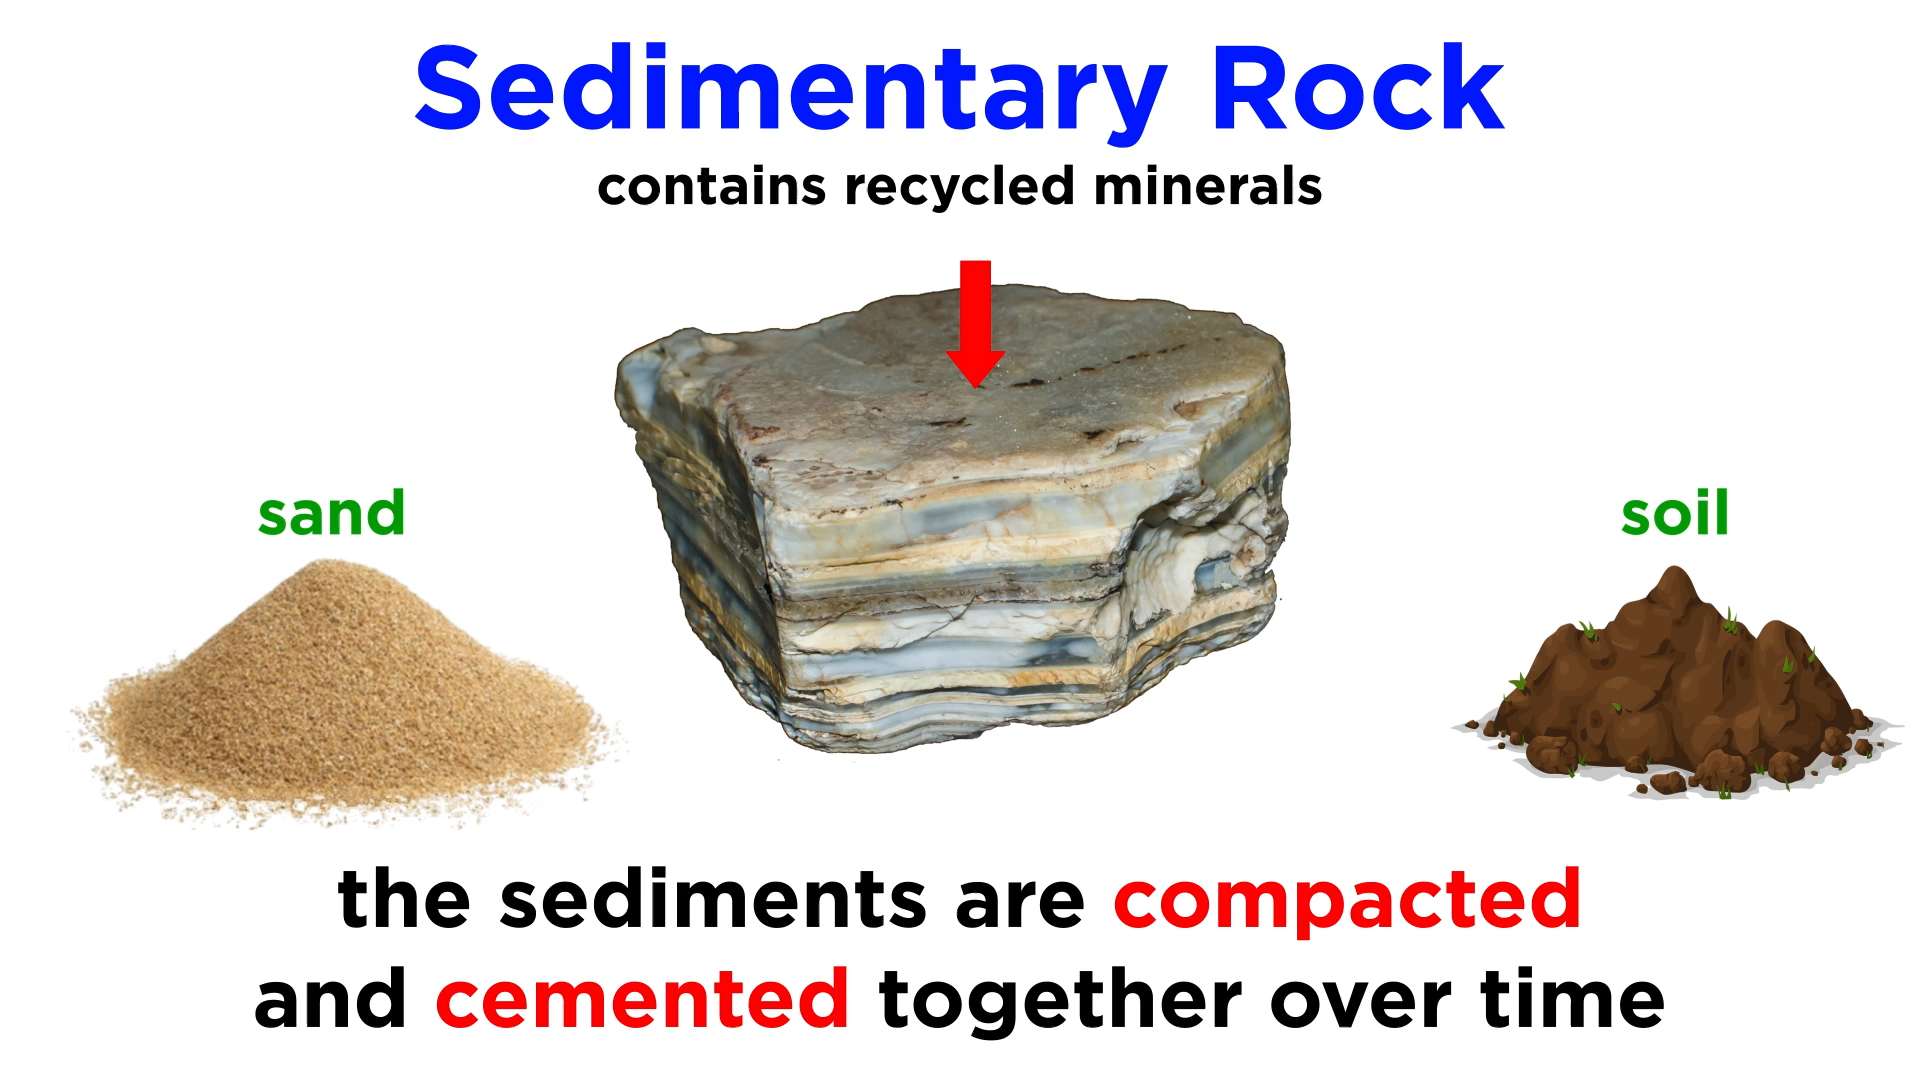 Sedimentary Rock
contains recycled minerals
sand
soil
the sediments are compacted
and cemented together over time